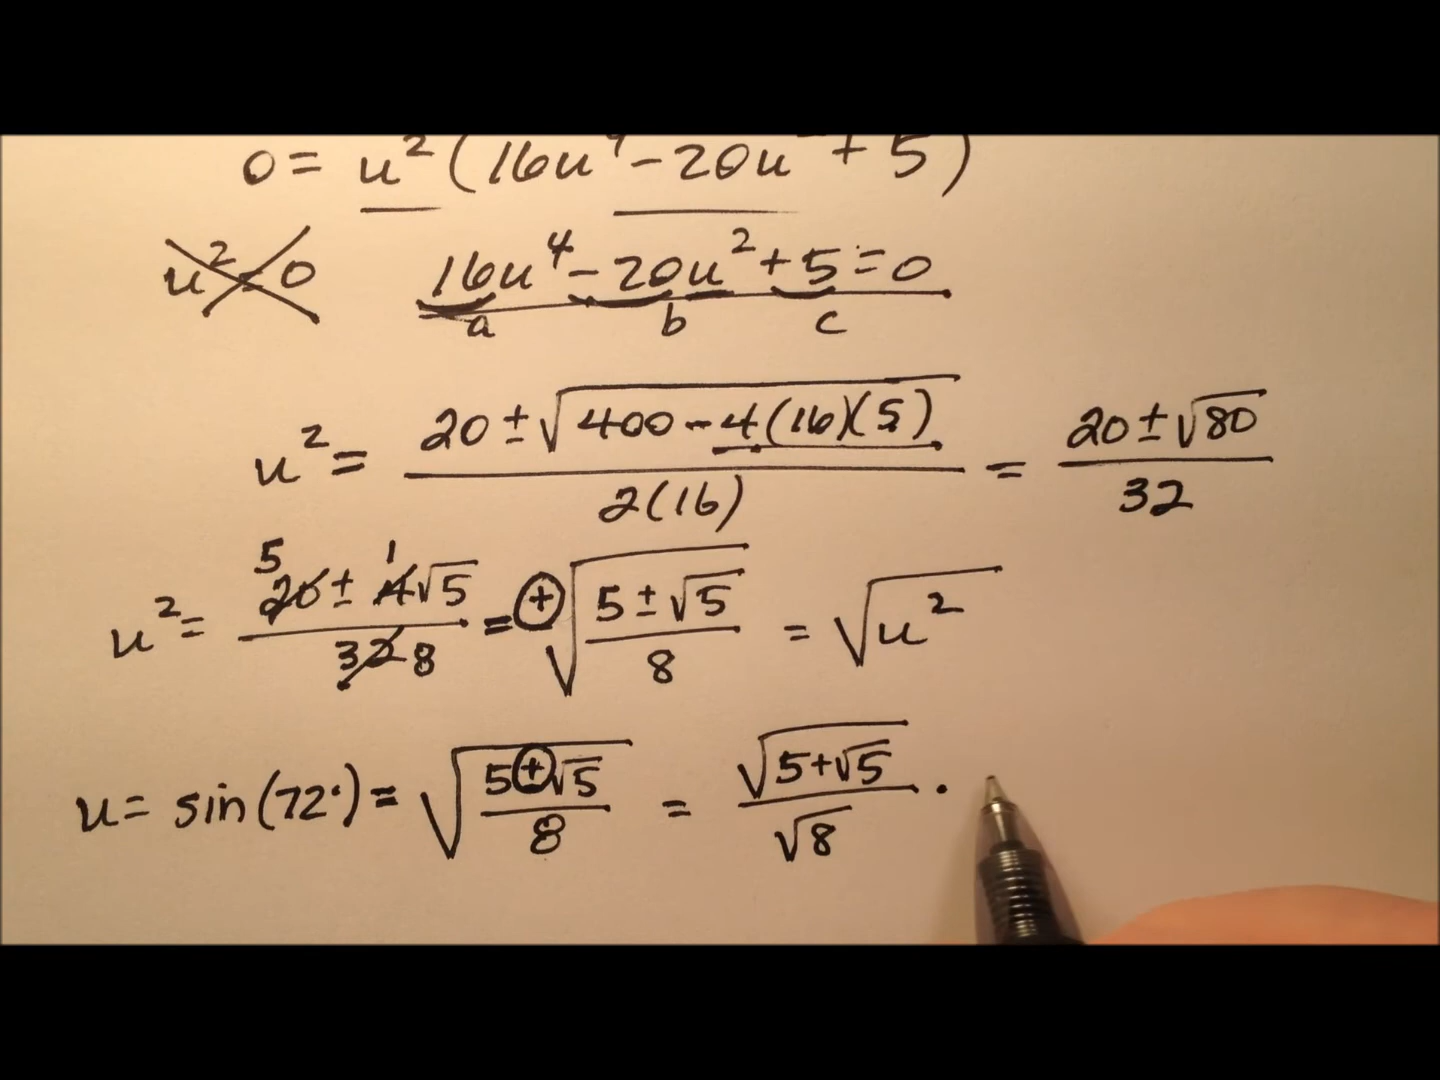 0 = u²(16u⁴ - 20u² + 5)
u² = 0 16u⁴ - 20u² + 5 = 0
a b c
u² = (20 ± √(400 - 4(16)(5)))/(2(16)) = (20 ± √80)/32
5 1
u² = (20 ± 4√5)/(32 8) = + √((5 ± √5)/8) = √(u²)
u = sin(72°) = √((5 + √5)/8) = √(5 + √5)/√8 ·